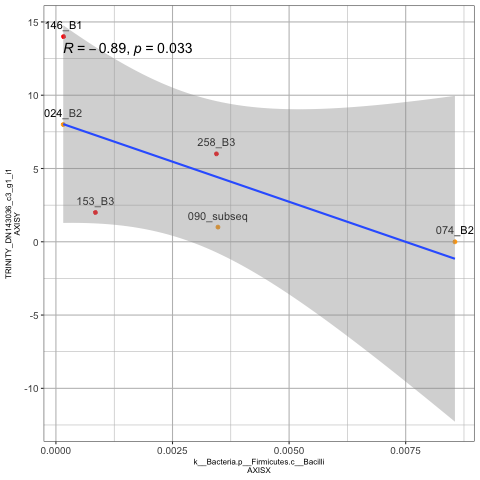 146_B1
R = − 0.89, p = 0.033
024_B2
258_B3
153_B3
090_subseq
074_B2
15
10
5
0
-5
-10
TRINITY_DN143036_c3_g1_i1
AXISY
0.0000 0.0025 0.0050 0.0075
k__Bacteria.p__Firmicutes.c__Bacilli
AXISX